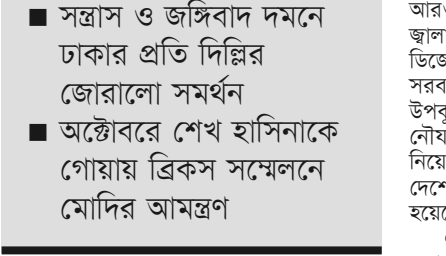 ■ সন্ত্রাস ও জঙ্গিবাদ দমনে
ঢাকার প্রতি দিল্লির
জোরালো সমর্থন
■ অক্টোবরে শেখ হাসিনাকে
গোয়ায় ব্রিকস সম্মেলনে
মোদির আমন্ত্রণ